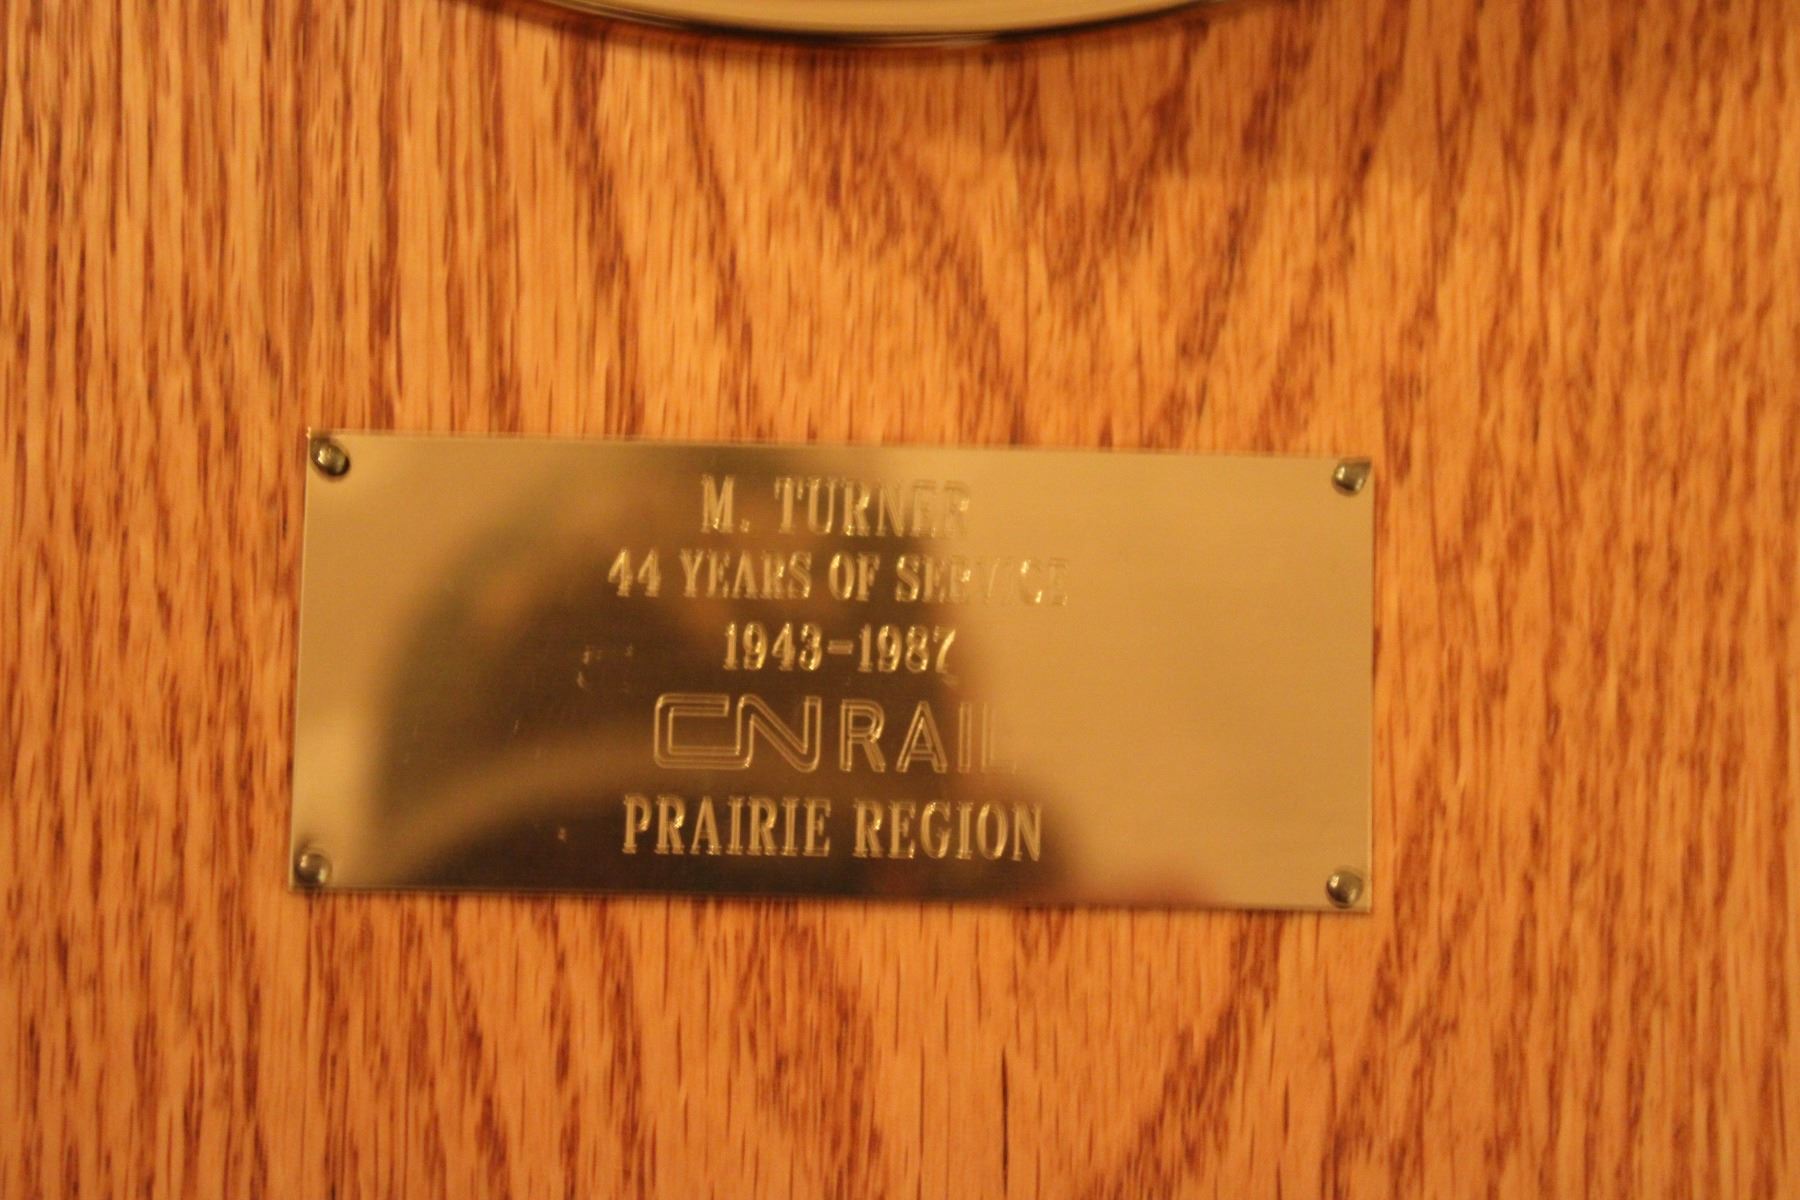 M. TURNER
44 YEARS OF SERVICE
1943-1987
CN RAIL
PRAIRIE REGION